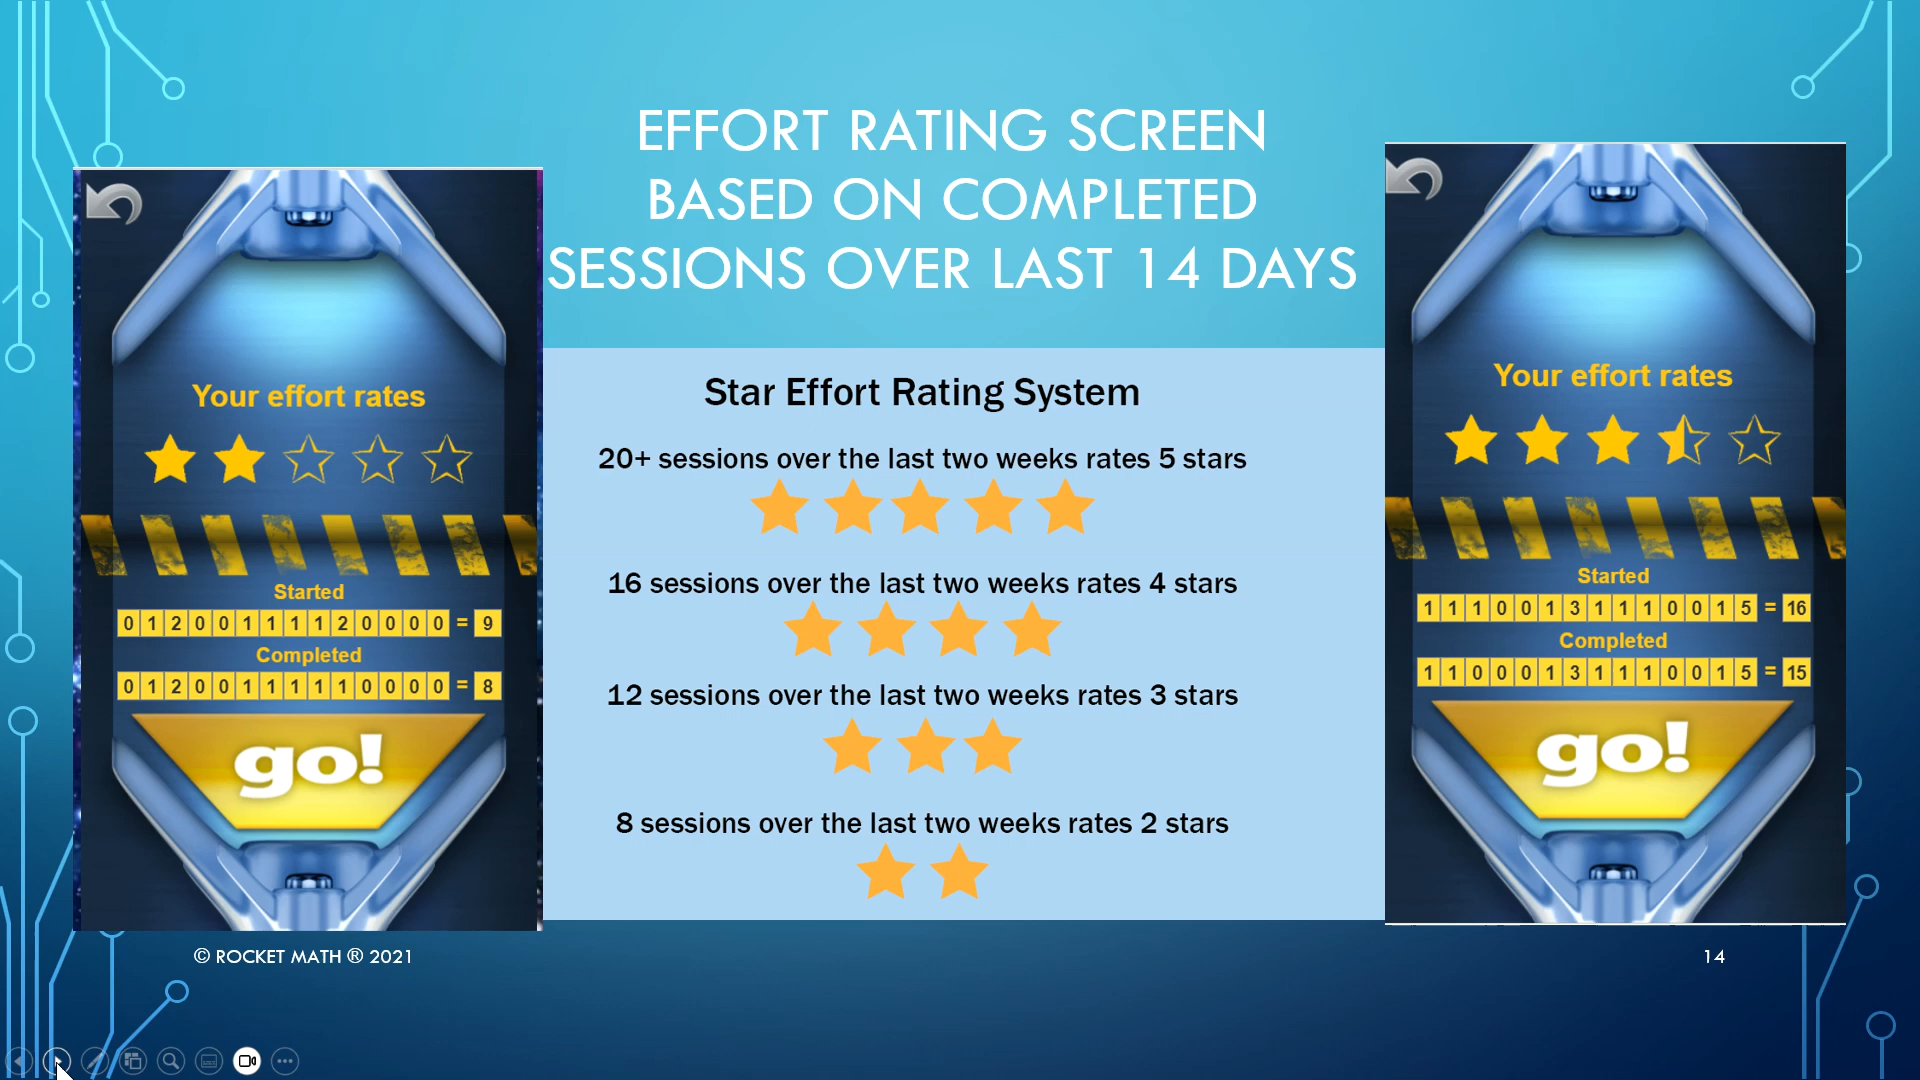 EFFORT RATING SCREEN
BASED ON COMPLETED
SESSIONS OVER LAST 14 DAYS
Your effort rates
Started
0 1 2 0 0 1 1 1 1 2 0 0 0 0 = 9
Completed
0 1 2 0 0 1 1 1 1 1 0 0 0 0 = 8
go!
Star Effort Rating System
20+ sessions over the last two weeks rates 5 stars
16 sessions over the last two weeks rates 4 stars
12 sessions over the last two weeks rates 3 stars
8 sessions over the last two weeks rates 2 stars
Your effort rates
Started
1 1 1 0 0 1 3 1 1 1 0 0 1 5 = 16
Completed
1 1 0 0 0 1 3 1 1 1 0 0 1 5 = 15
go!
© ROCKET MATH ® 2021
14